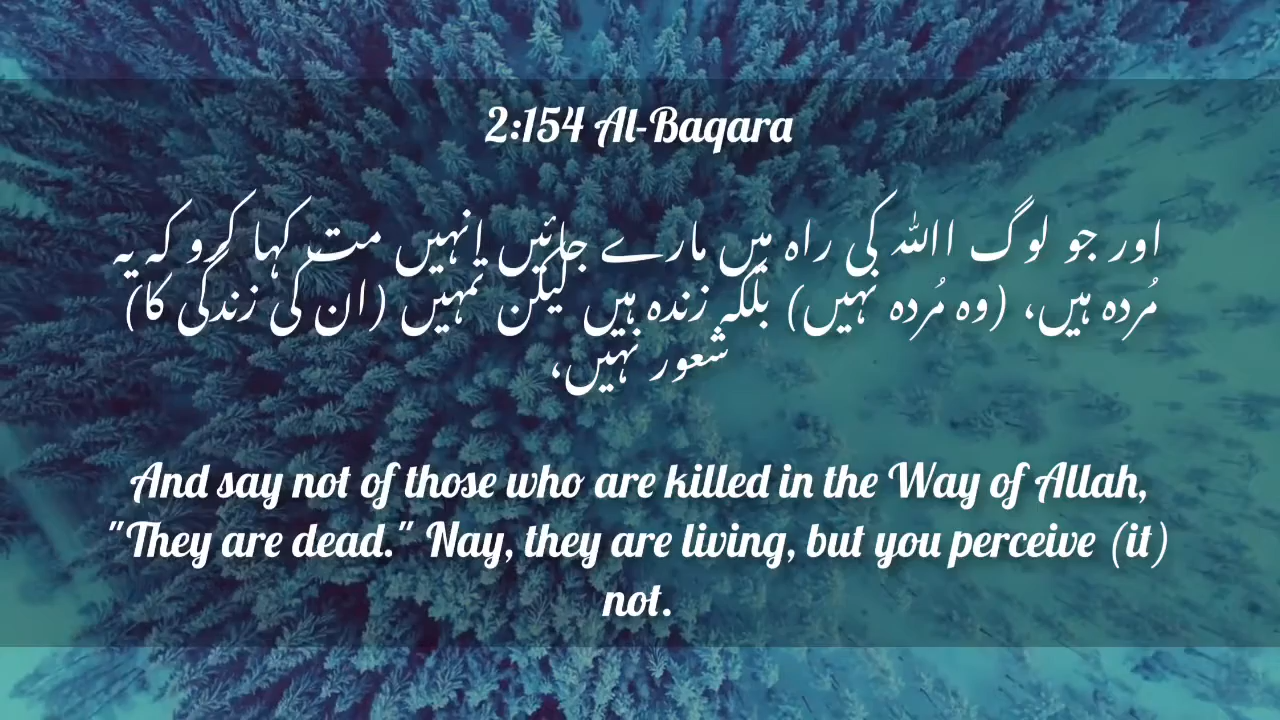 2:154 Al-Baqara
اور جو لوگ اﷲ کی راہ میں مارے جائیں انہیں مت کہا کرو کہ یہ
مُردہ ہیں، (وہ مُردہ نہیں) بلکہ زندہ ہیں لیکن تمہیں (ان کی زندگی کا)
شعور نہیں،
And say not of those who are killed in the Way of Allah,
"They are dead." Nay, they are living, but you perceive (it)
not.